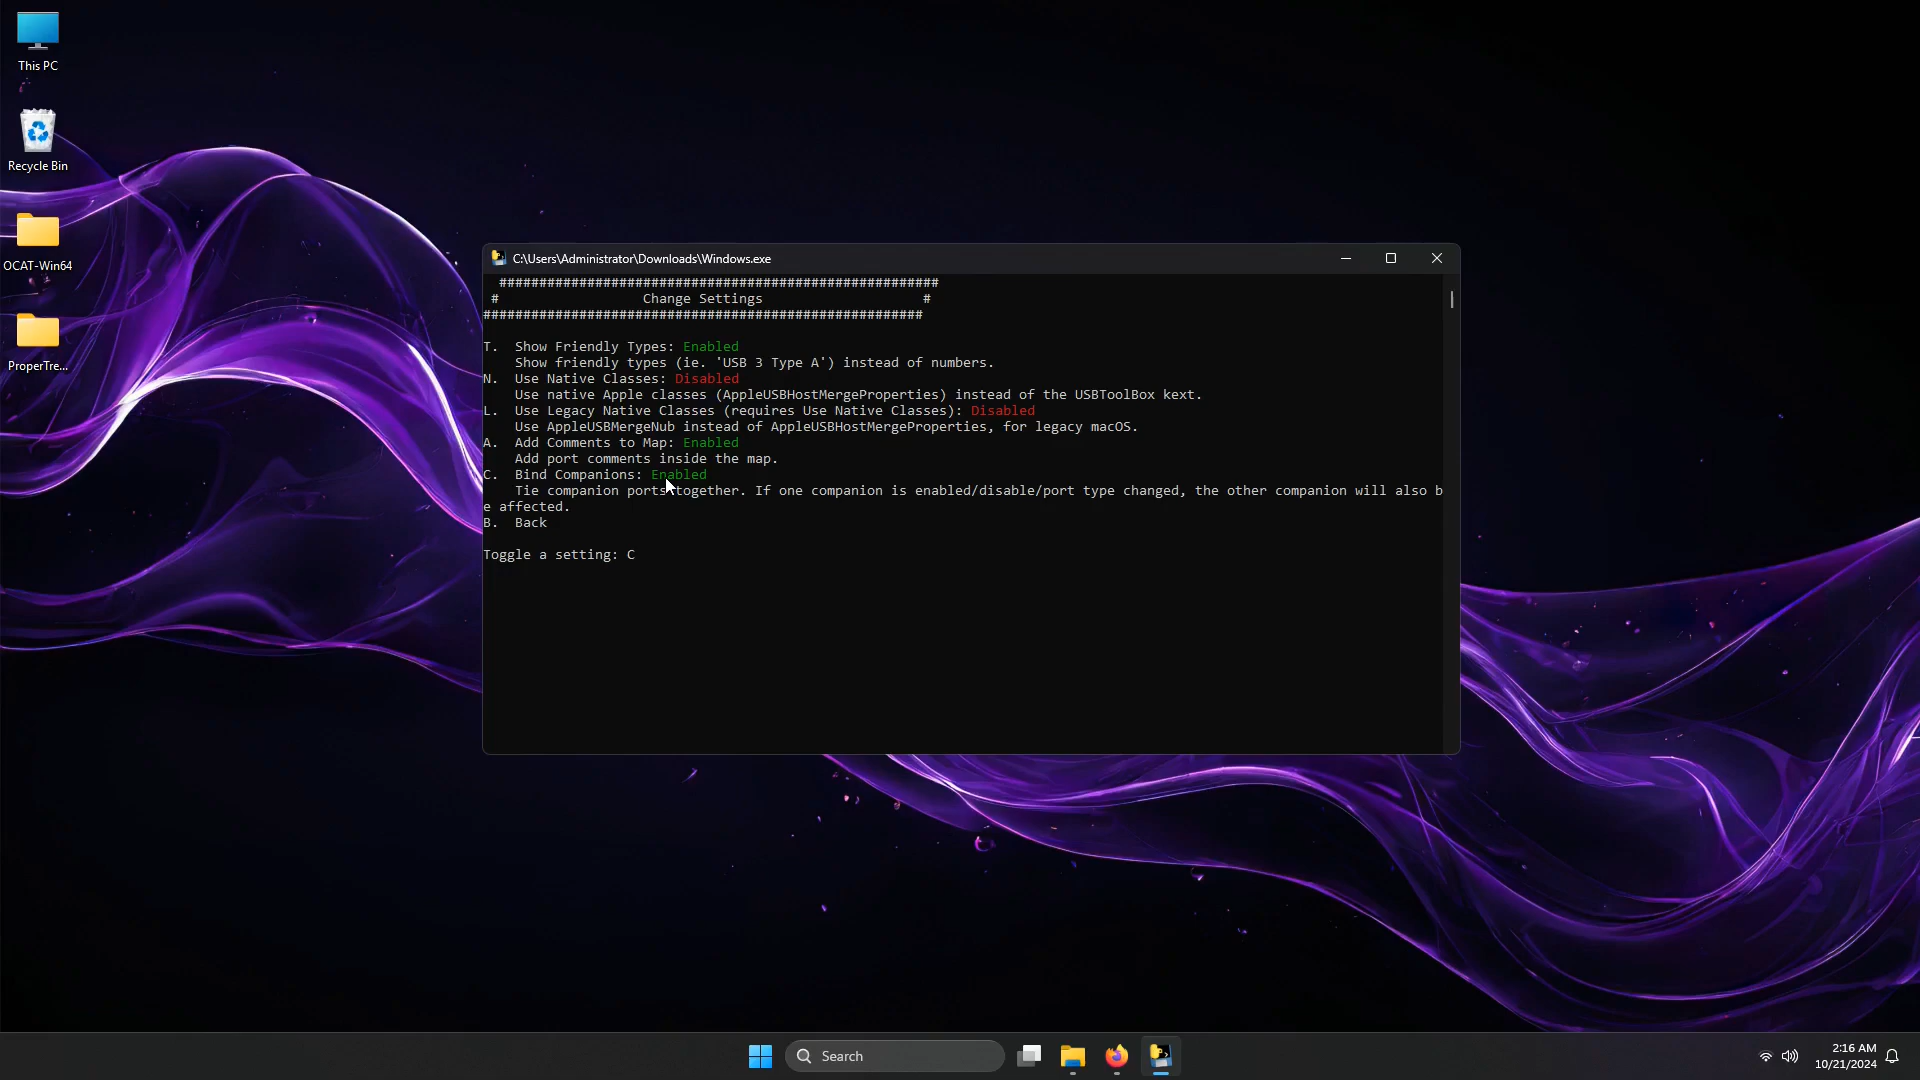 This PC
Recycle Bin
OCAT-Win64
ProperTre...
C:\Users\Administrator\Downloads\Windows.exe
#######################################################
# Change Settings #
#######################################################
T. Show Friendly Types: Enabled
Show friendly types (ie. 'USB 3 Type A') instead of numbers.
N. Use Native Classes: Disabled
Use native Apple classes (AppleUSBHostMergeProperties) instead of the USBToolBox kext.
L. Use Legacy Native Classes (requires Use Native Classes): Disabled
Use AppleUSBMergeNub instead of AppleUSBHostMergeProperties, for legacy macOS.
A. Add Comments to Map: Enabled
Add port comments inside the map.
C. Bind Companions: Enabled
Tie companion ports together. If one companion is enabled/disable/port type changed, the other companion will also b
e affected.
B. Back
Toggle a setting: C
Search
2:16 AM
10/21/2024